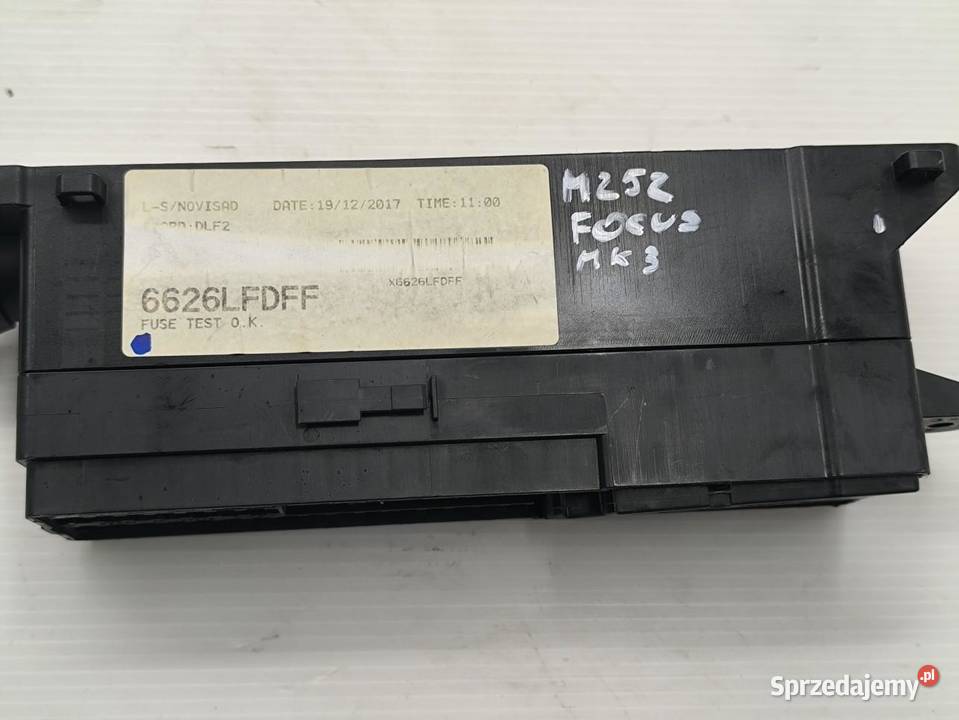 L-S/NOVISAD DATE:19/12/2017 TIME:11:00
DLF2
X6626LFDFF
6626LFDFF
FUSE TEST O.K.
M252
FOCUS
MK3
Sprzedajemy.pl